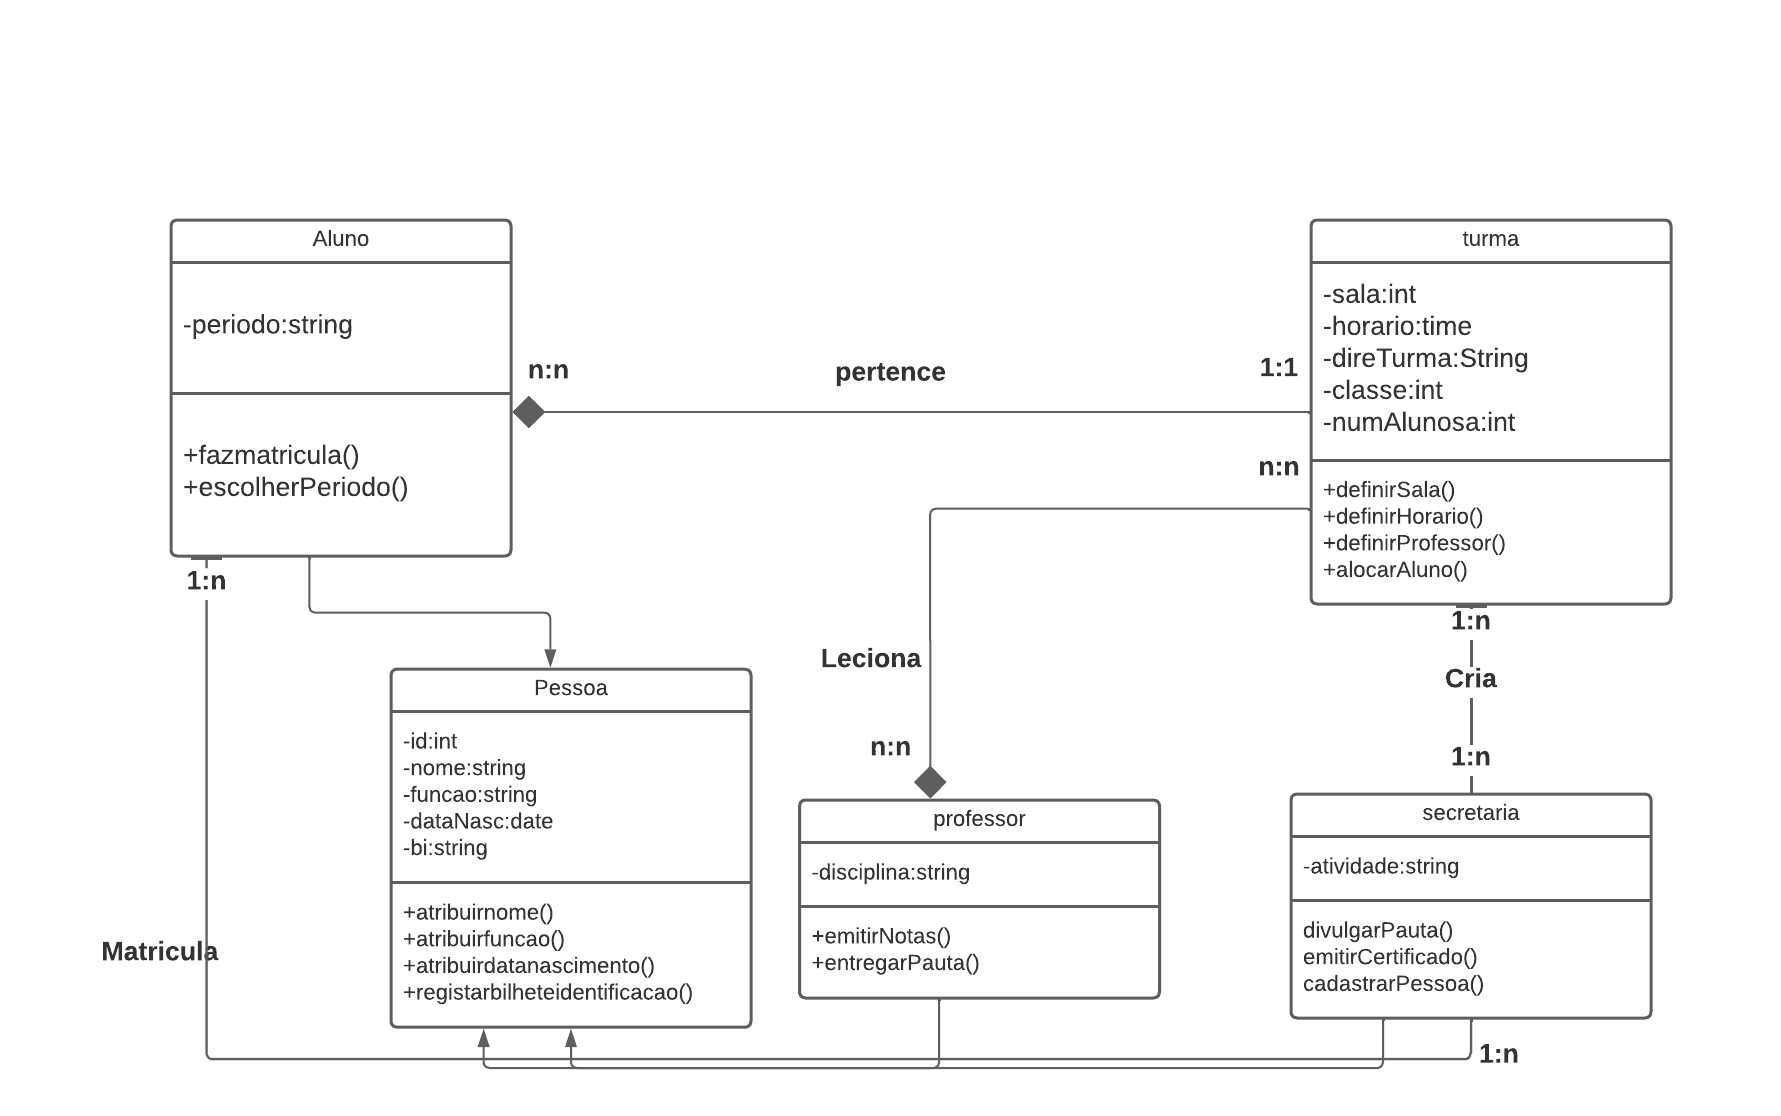 Aluno
-periodo:string
+fazmatricula()
+escolherPeriodo()
n:n
pertence
1:1
turma
-sala:int
-horario:time
-direTurma:String
-classe:int
-numAlunosa:int
+definirSala()
+definirHorario()
+definirProfessor()
+alocarAluno()
n:n
1:n
1:n
Cria
1:n
Leciona
n:n
Pessoa
-id:int
-nome:string
-funcao:string
-dataNasc:date
-bi:string
+atribuirnome()
+atribuirfuncao()
+atribuirdatanascimento()
+registarbilheteidentificacao()
professor
-disciplina:string
+emitirNotas()
+entregarPauta()
secretaria
-atividade:string
divulgarPauta()
emitirCertificado()
cadastrarPessoa()
Matricula
1:n